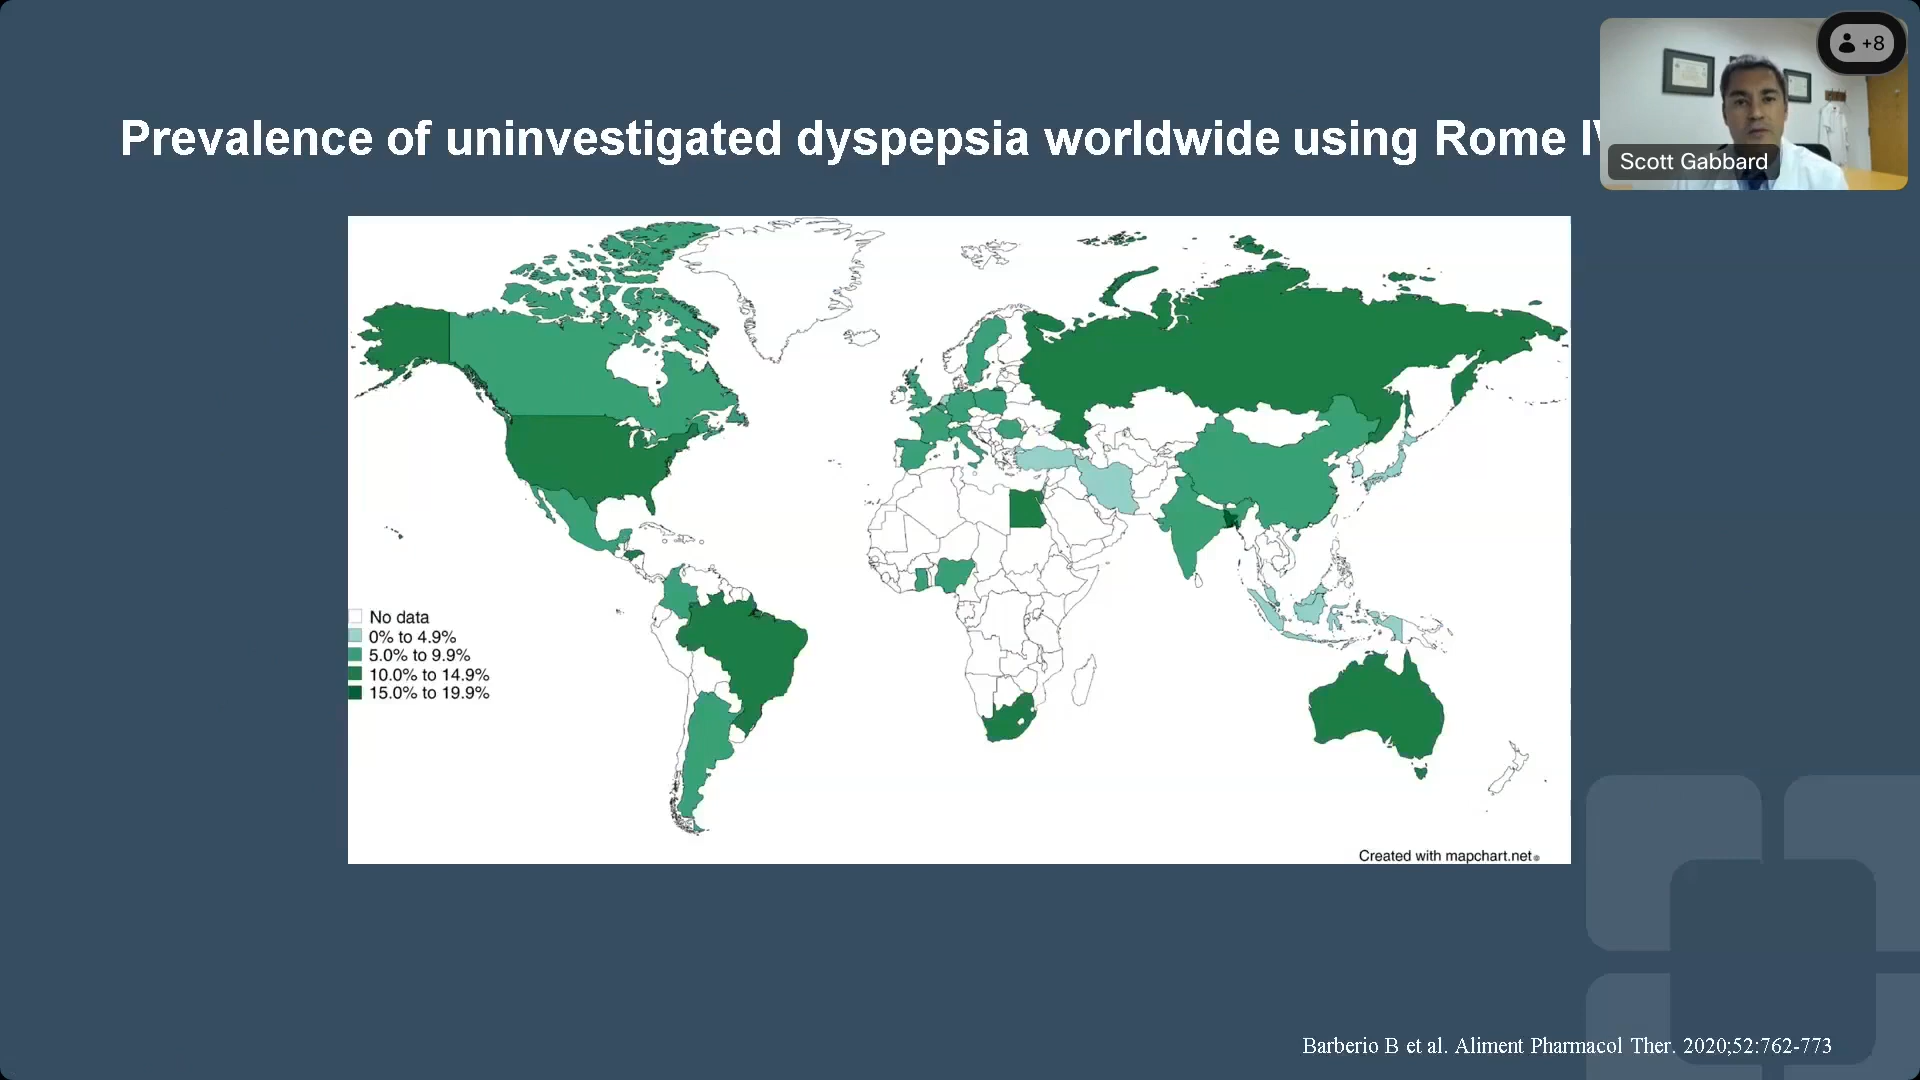 Prevalence of uninvestigated dyspepsia worldwide using Rome IV
+8
Scott Gabbard
No data
0% to 4.9%
5.0% to 9.9%
10.0% to 14.9%
15.0% to 19.9%
Created with mapchart.net
Barberio B et al. Aliment Pharmacol Ther. 2020;52:762-773